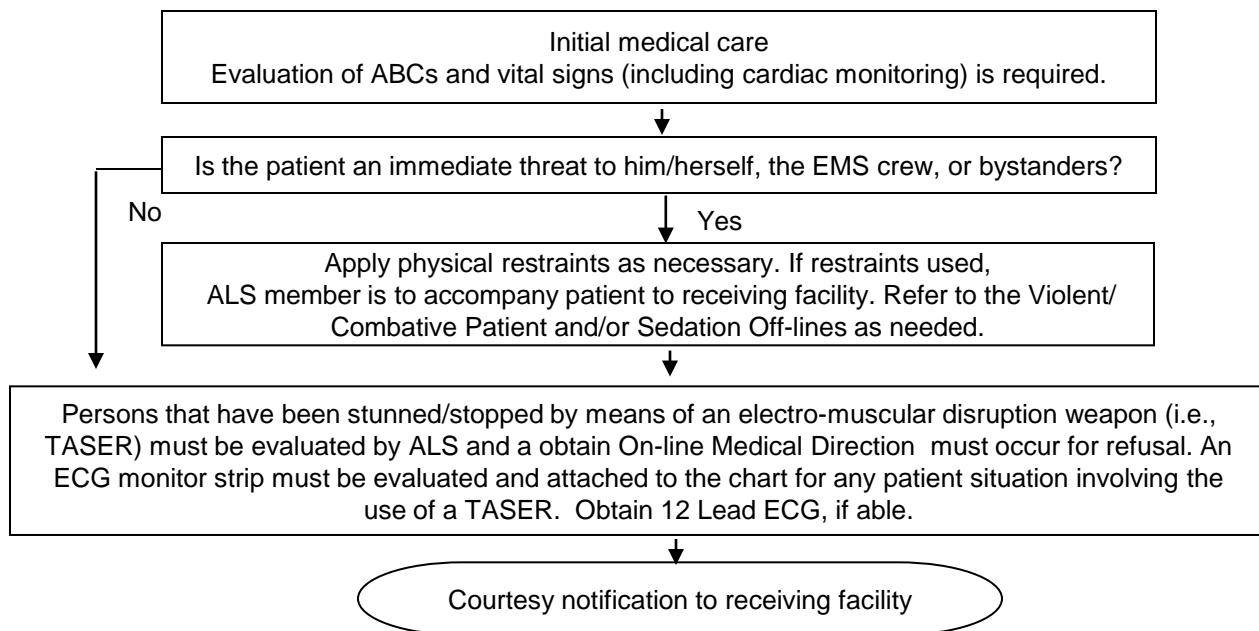 Initial medical care
Evaluation of ABCs and vital signs (including cardiac monitoring) is required.
Is the patient an immediate threat to him/herself, the EMS crew, or bystanders?
No
Yes
Apply physical restraints as necessary. If restraints used,
ALS member is to accompany patient to receiving facility. Refer to the Violent/
Combative Patient and/or Sedation Off-lines as needed.
Persons that have been stunned/stopped by means of an electro-muscular disruption weapon (i.e.,
TASER) must be evaluated by ALS and a obtain On-line Medical Direction  must occur for refusal. An
ECG monitor strip must be evaluated and attached to the chart for any patient situation involving the
use of a TASER.  Obtain 12 Lead ECG, if able.
Courtesy notification to receiving facility